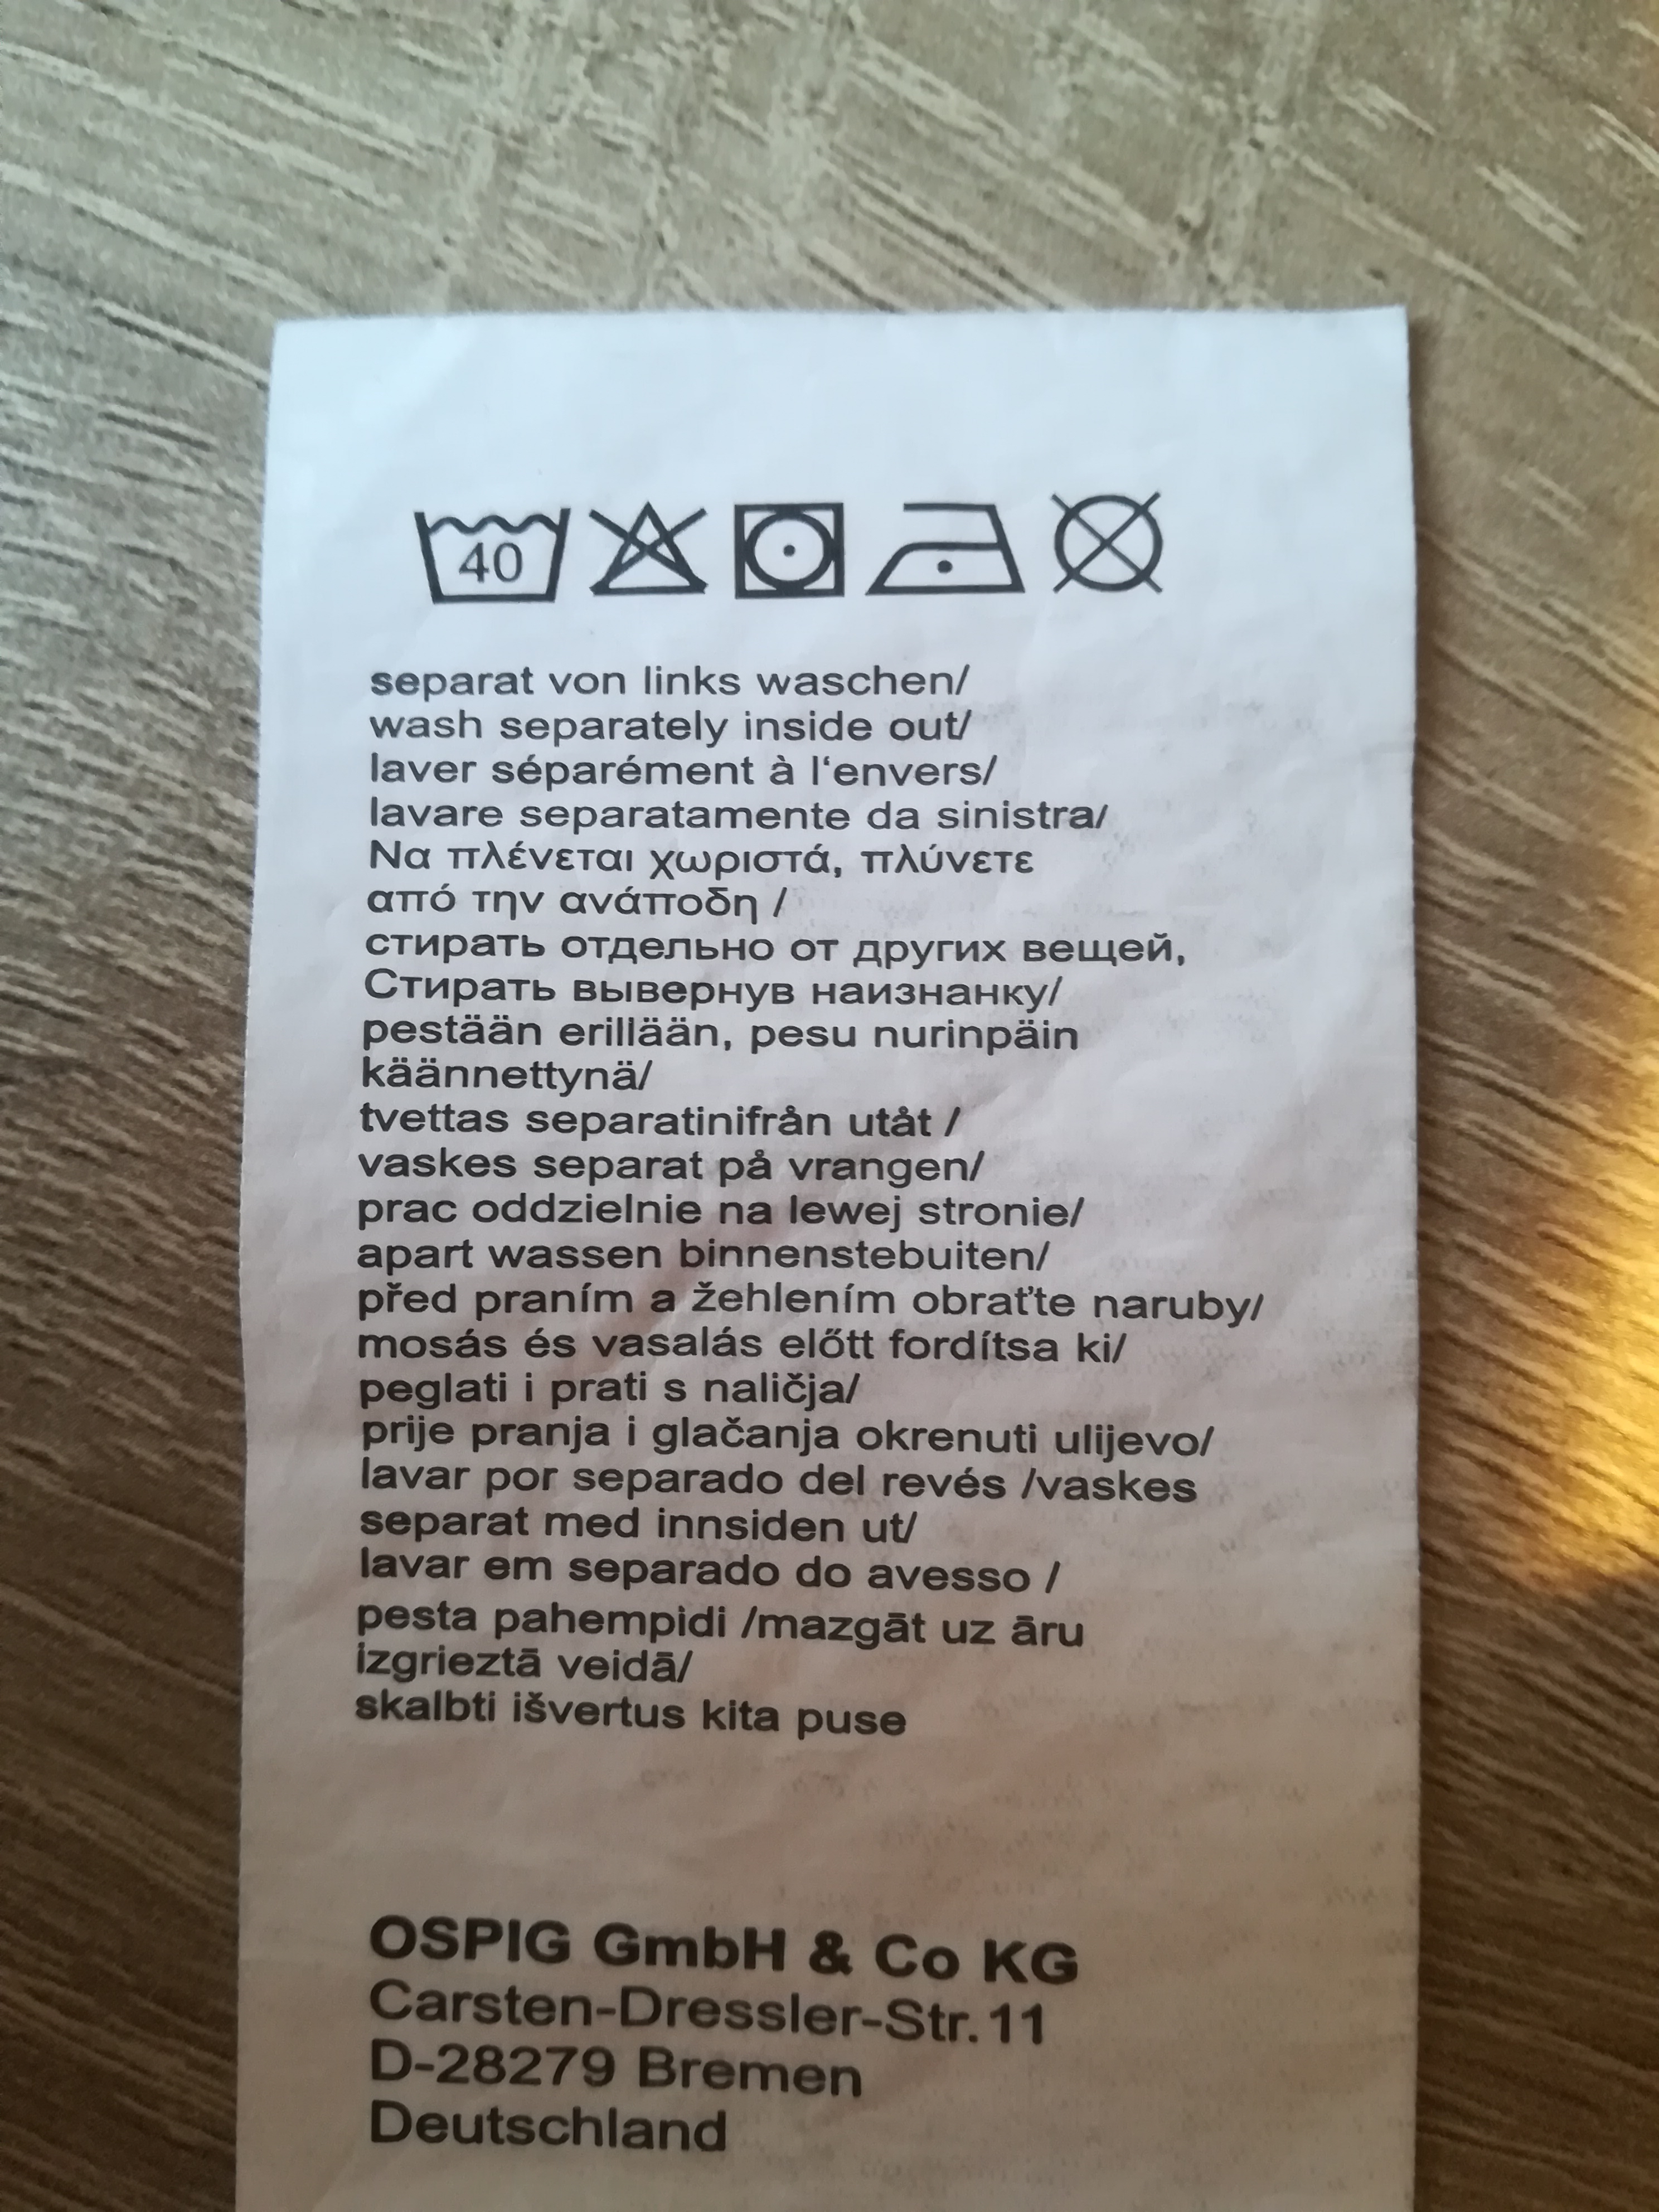 40
separat von links waschen/
wash separately inside out/
laver séparément à l‘envers/
lavare separatamente da sinistra/
Να πλένεται χωριστά, πλύνετε
από την ανάποδη /
стирать отдельно от других вещей,
Стирать вывернув наизнанку/
pestään erillään, pesu nurinpäin
käännettynä/
tvettas separatinifrån utåt /
vaskes separat på vrangen/
prac oddzielnie na lewej stronie/
apart wassen binnenstebuiten/
před praním a žehlením obraťte naruby/
mosás és vasalás előtt fordítsa ki/
peglati i prati s naličja/
prije pranja i glačanja okrenuti ulijevo/
lavar por separado del revés /vaskes
separat med innsiden ut/
lavar em separado do avesso /
pesta pahempidi /mazgāt uz āru
izgrieztā veidā/
skalbti išvertus kita puse
OSPIG GmbH & Co KG
Carsten-Dressler-Str. 11
D-28279 Bremen
Deutschland